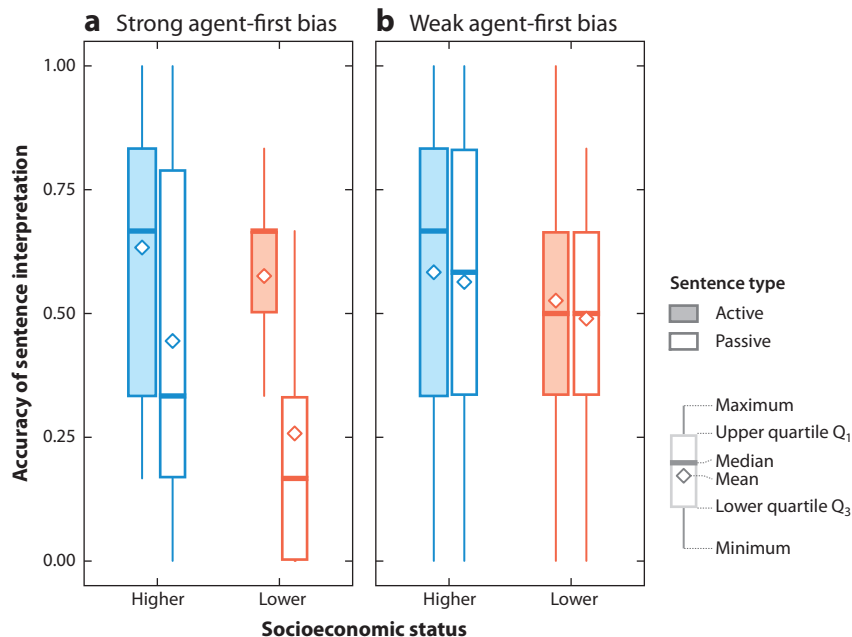 a Strong agent-first bias
b Weak agent-first bias
Accuracy of sentence interpretation
1.00
0.75
0.50
0.25
0.00
Higher
Lower
Higher
Lower
Socioeconomic status
Sentence type
Active
Passive
Maximum
Upper quartile Q1
Median
Mean
Lower quartile Q3
Minimum